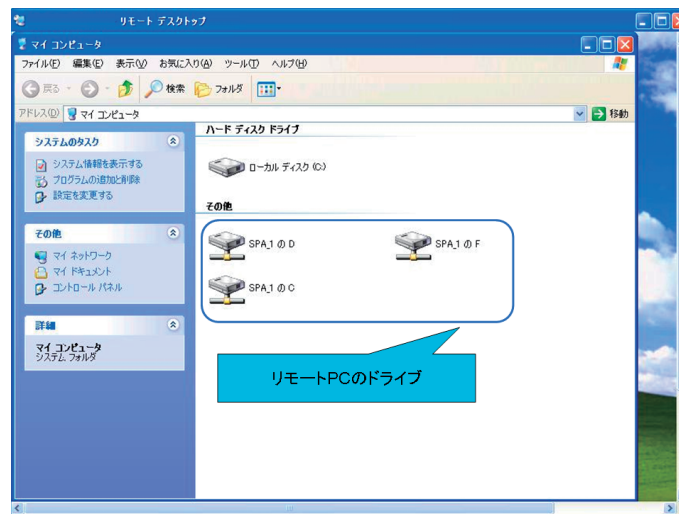 リモート デスクトップ
マイ コンピュータ
ファイル(F) 編集(E) 表示(V) お気に入り(A) ツール(T) ヘルプ(H)
戻る 検索 フォルダ
アドレス(D) マイ コンピュータ 移動
システムのタスク
システム情報を表示する
プログラムの追加と削除
設定を変更する
その他
マイ ネットワーク
マイ ドキュメント
コントロール パネル
詳細
マイ コンピュータ
システム フォルダ
ハード ディスク ドライブ
ローカル ディスク (C:)
その他
SPA_1 の D
SPA_1 の F
SPA_1 の C
リモートPCのドライブ